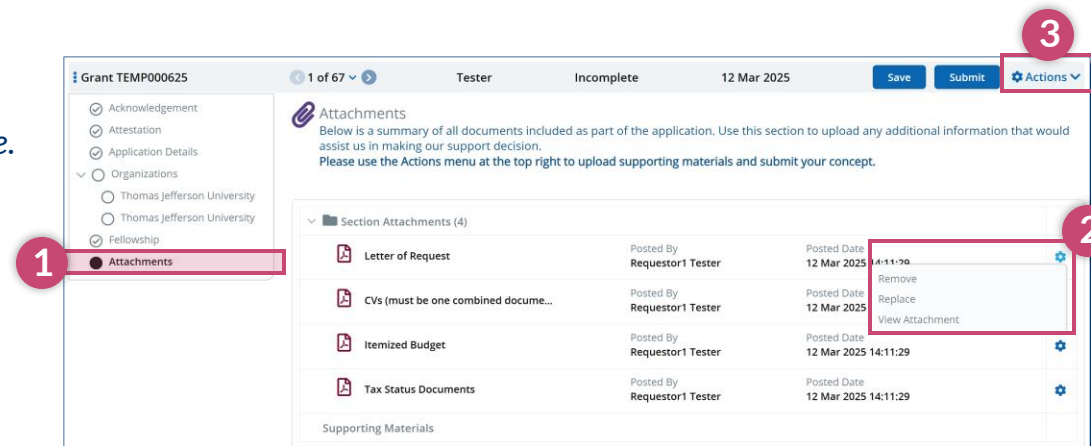 3
Grant TEMP000625 1 of 67 Tester Incomplete 12 Mar 2025 Save Submit Actions
Acknowledgement
Attestation
Application Details
Organizations
Thomas Jefferson University
Thomas Jefferson University
Fellowship
1 Attachments
e.
Attachments
Below is a summary of all documents included as part of the application. Use this section to upload any additional information that would
assist us in making our support decision.
Please use the Actions menu at the top right to upload supporting materials and submit your concept.
Section Attachments (4)
2
Letter of Request Posted By Posted Date
Requestor1 Tester 12 Mar 2025 14:11:29
Remove
Replace
View Attachment
CVs (must be one combined docume... Posted By Posted Date
Requestor1 Tester 12 Mar 2025
Itemized Budget Posted By Posted Date
Requestor1 Tester 12 Mar 2025 14:11:29
Tax Status Documents Posted By Posted Date
Requestor1 Tester 12 Mar 2025 14:11:29
Supporting Materials